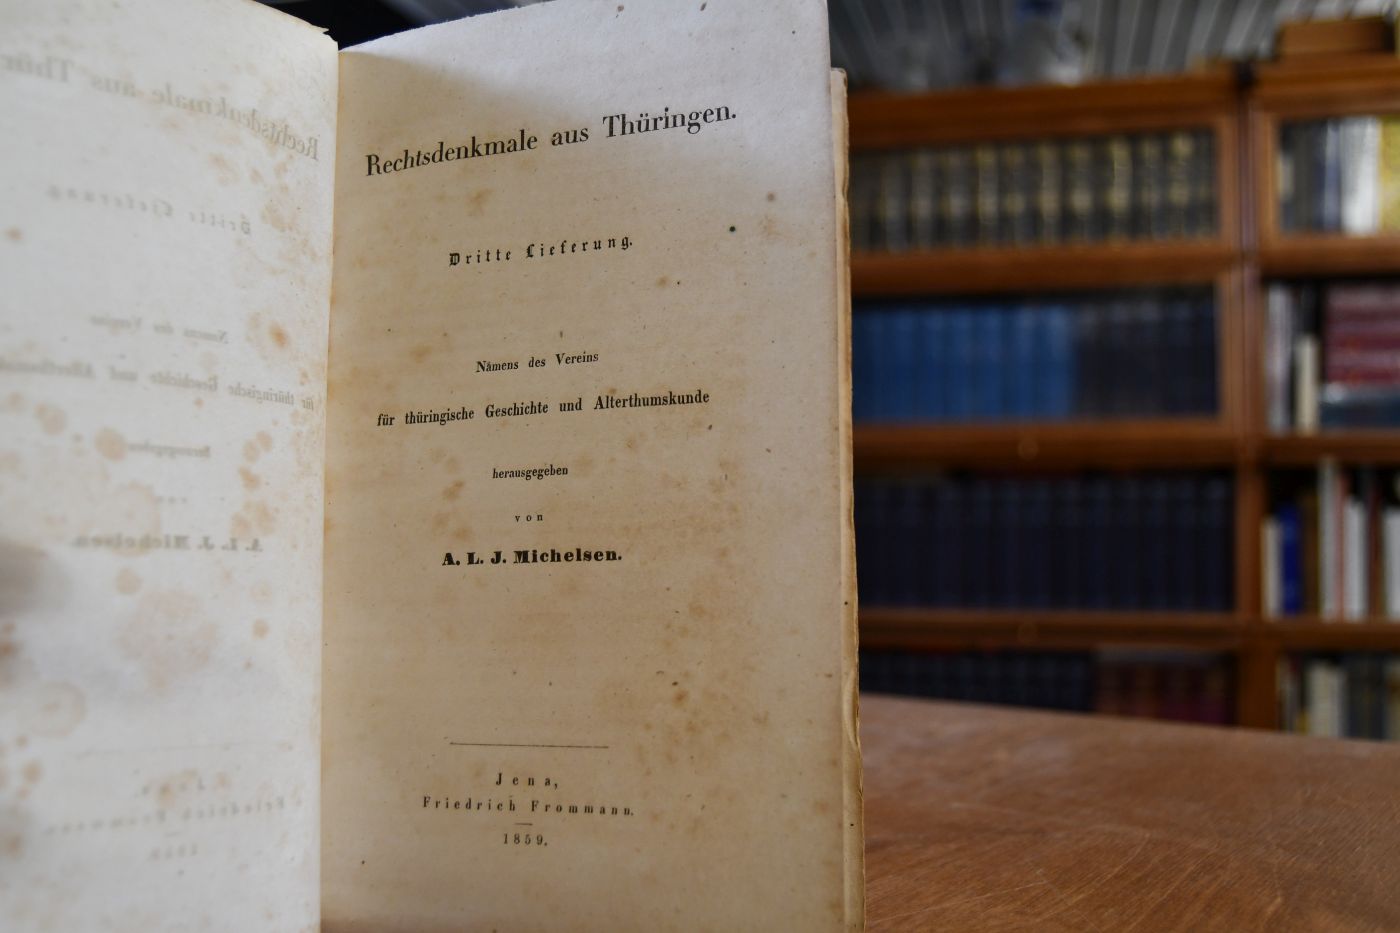 Rechtsdenkmale aus Thüringen.
Dritte Lieferung.
Namens des Vereins
für thüringische Geschichte und Alterthumskunde
herausgegeben
von
A. L. J. Michelsen.
Jena,
Friedrich Frommann.
1859.